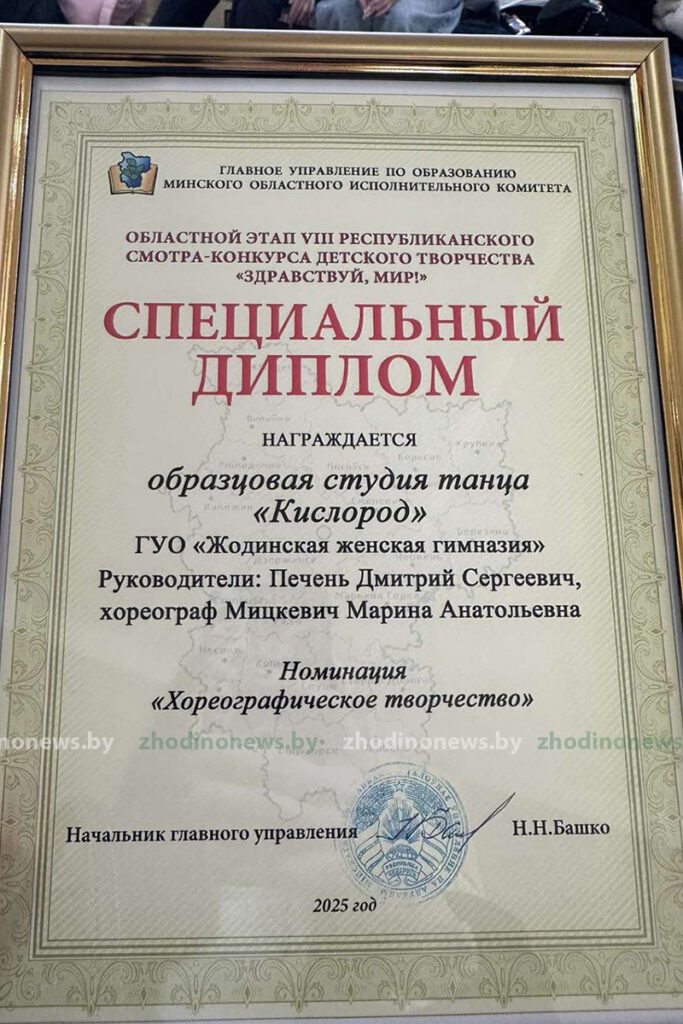 ГЛАВНОЕ УПРАВЛЕНИЕ ПО ОБРАЗОВАНИЮ
МИНСКОГО ОБЛАСТНОГО ИСПОЛНИТЕЛЬНОГО КОМИТЕТА
ОБЛАСТНОЙ ЭТАП VIII РЕСПУБЛИКАНСКОГО
СМОТРА-КОНКУРСА ДЕТСКОГО ТВОРЧЕСТВА
«ЗДРАВСТВУЙ, МИР!»
СПЕЦИАЛЬНЫЙ
ДИПЛОМ
НАГРАЖДАЕТСЯ
образцовая студия танца
«Кислород»
ГУО «Жодинская женская гимназия»
Руководители: Печень Дмитрий Сергеевич,
хореограф Мицкевич Марина Анатольевна
Номинация
«Хореографическое творчество»
nonews.by zhodinonews.by zhodinonews.by zhodinonews
Начальник главного управления Н.Н.Башко
2025 год